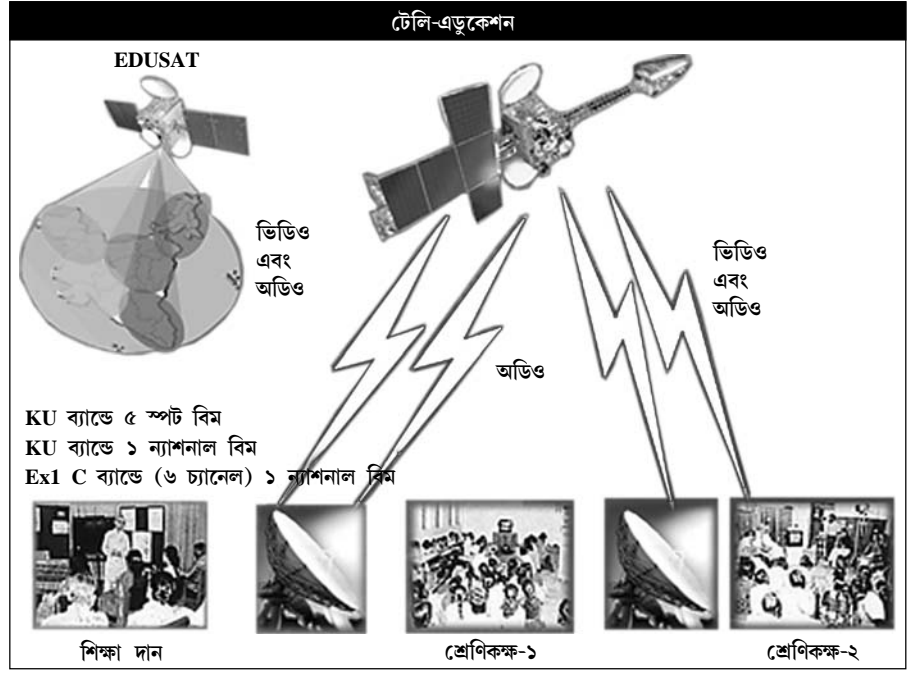 টেলি-এডুকেশন
EDUSAT
ভিডিও
এবং
অডিও
ভিডিও
এবং
অডিও
অডিও
KU ব্যান্ডে ৫ স্পট বিম
KU ব্যান্ডে ১ ন্যাশনাল বিম
Ex1 C ব্যান্ডে (৬ চ্যানেল) ১ ন্যাশনাল বিম
শিক্ষা দান
শ্রেণিকক্ষ-১
শ্রেণিকক্ষ-২